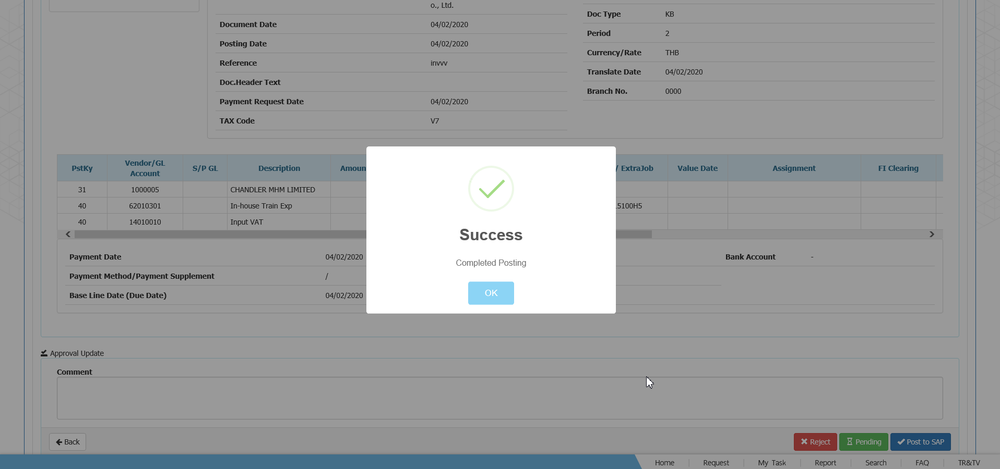 o., Ltd.
Document Date 04/02/2020
Posting Date 04/02/2020
Reference invvv
Doc.Header Text
Payment Request Date 04/02/2020
TAX Code V7
Doc Type KB
Period 2
Currency/Rate THB
Translate Date 04/02/2020
Branch No. 0000
PstKy Vendor/GL Account S/P GL Description Amoun / ExtraJob Value Date Assignment FI Clearing
31 1000005 CHANDLER MHM LIMITED
40 62010301 In-house Train Exp 5100H5
40 14010010 Input VAT
Payment Date 04/02/2020 Bank Account -
Payment Method/Payment Supplement /
Base Line Date (Due Date) 04/02/2020
Success
Completed Posting
OK
Approval Update
Comment
Back Reject Pending Post to SAP
Home Request My Task Report Search FAQ TR&TV